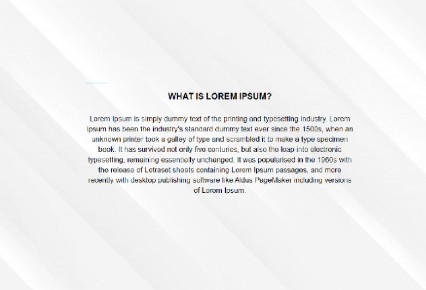 WHAT IS LOREM IPSUM?
Lorem Ipsum is simply dummy text of the printing and typesetting industry. Lorem
Ipsum has been the industry's standard dummy text ever since the 1500s, when an
unknown printer took a galley of type and scrambled it to make a type specimen
book. It has survived not only five centuries, but also the leap into electronic
typesetting, remaining essentially unchanged. It was popularised in the 1960s with
the release of Letraset sheets containing Lorem Ipsum passages, and more
recently with desktop publishing software like Aldus PageMaker including versions
of Lorem Ipsum.